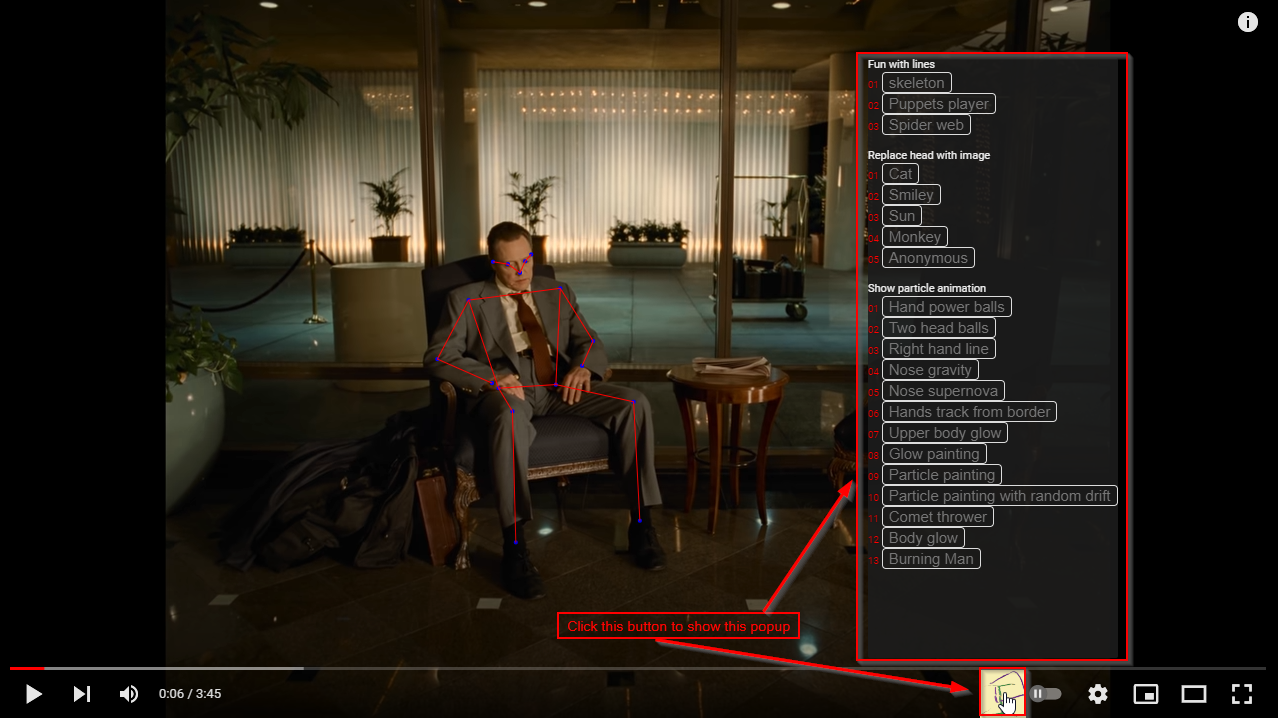 Fun with lines
01 skeleton
02 Puppets player
03 Spider web
Replace head with image
01 Cat
02 Smiley
03 Sun
04 Monkey
05 Anonymous
Show particle animation
01 Hand power balls
02 Two head balls
03 Right hand line
04 Nose gravity
05 Nose supernova
06 Hands track from border
07 Upper body glow
08 Glow painting
09 Particle painting
10 Particle painting with random drift
11 Comet thrower
12 Body glow
13 Burning Man
Click this button to show this popup
0:06 / 3:45